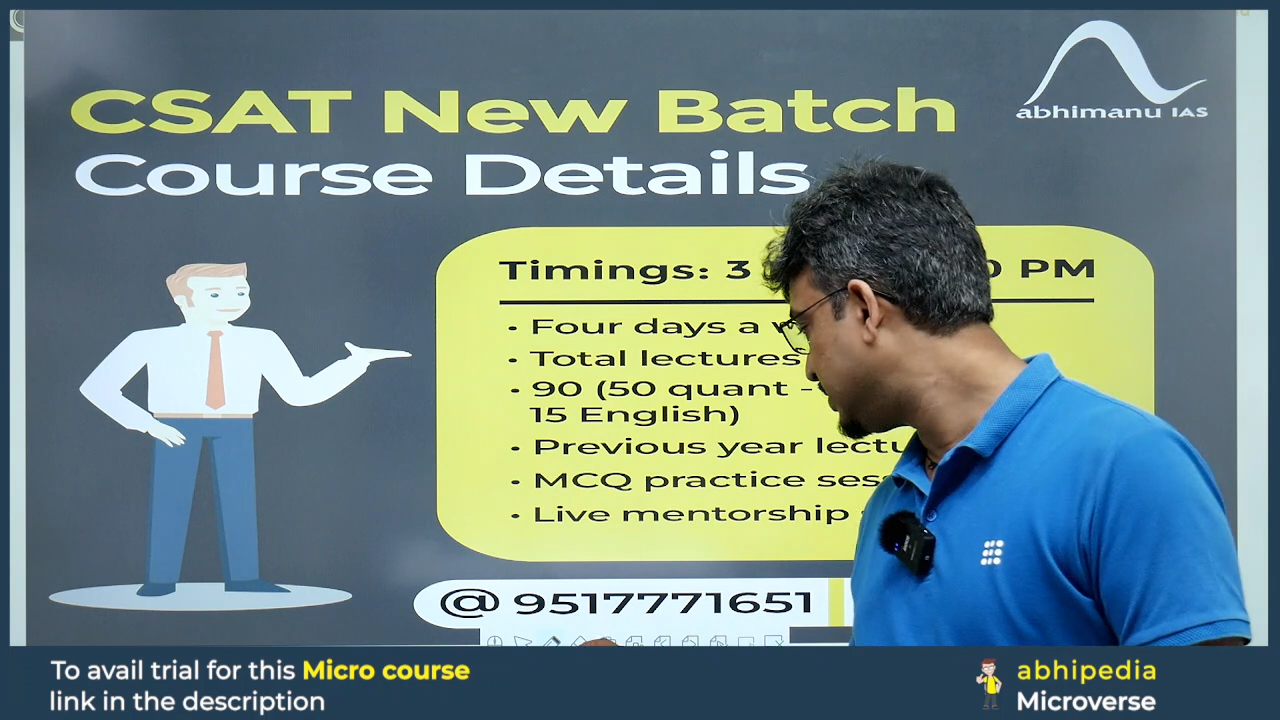 CSAT New Batch
Course Details
abhimanu IAS
Timings: 3 PM
• Four days a
• Total lectures
• 90 (50 quant -
15 English)
• Previous year
• MCQ practice
• Live mentorship
@ 9517771651
To avail trial for this Micro course
link in the description
abhipedia
Microverse